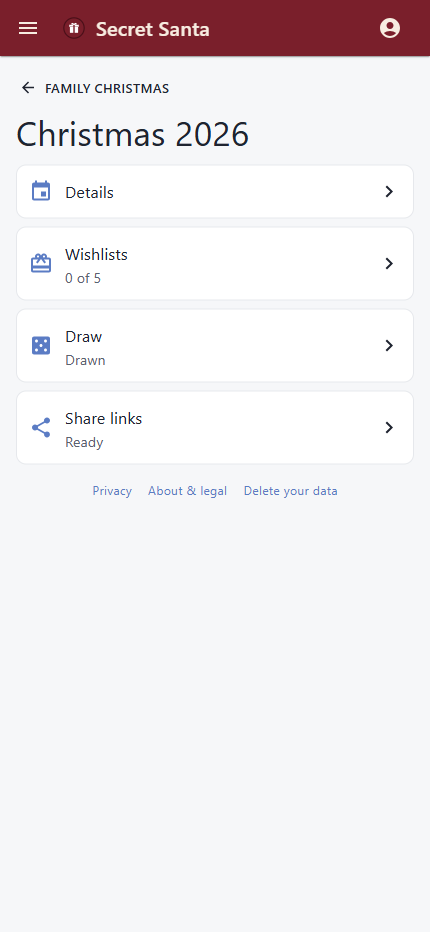 Secret Santa
FAMILY CHRISTMAS
Christmas 2026
Details
Wishlists
0 of 5
Draw
Drawn
Share links
Ready
Privacy About & legal Delete your data